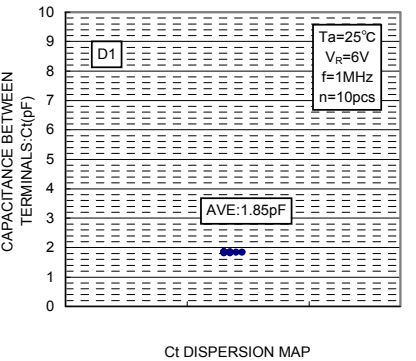 10
9
8
7
6
5
4
3
2
1
0
CAPACITANCE BETWEEN
TERMINALS:Ct(pF)
D1
Ta=25℃
VR=6V
f=1MHz
n=10pcs
AVE:1.85pF
Ct DISPERSION MAP